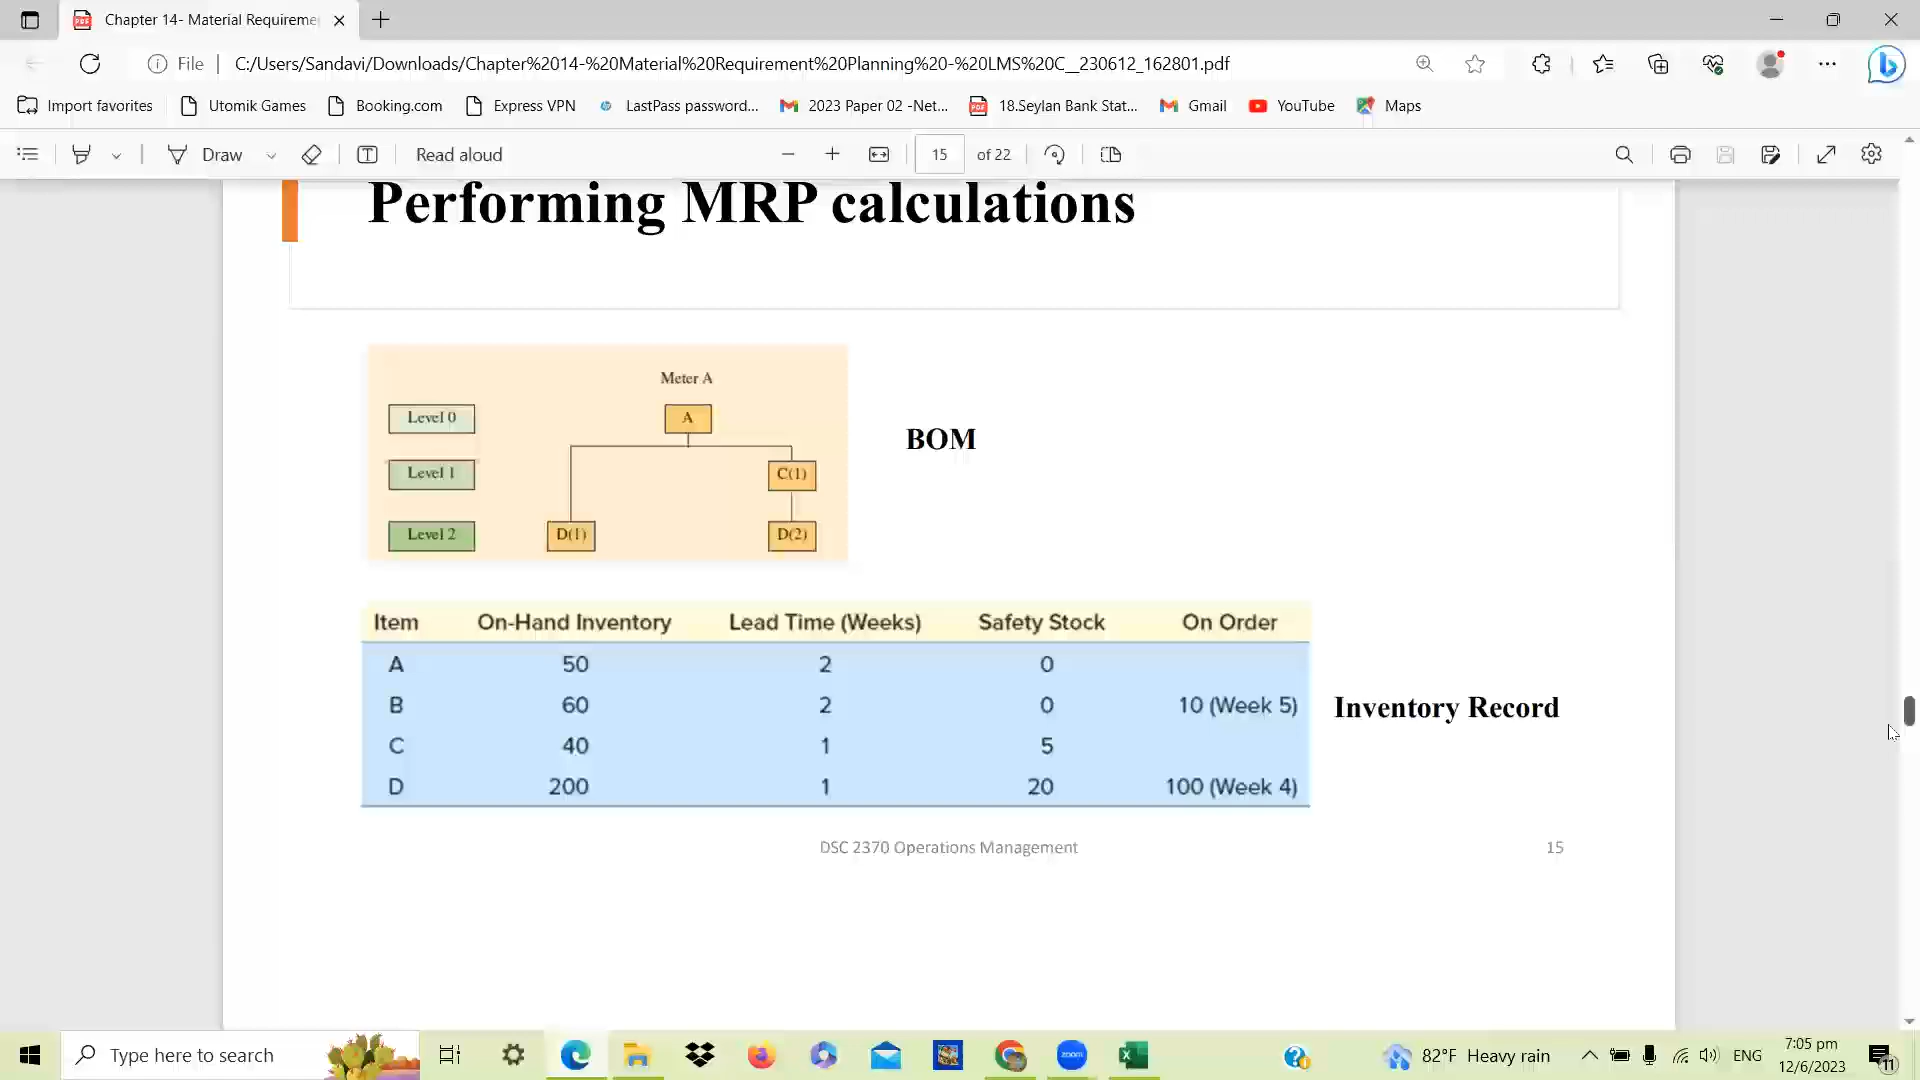 Chapter 14- Material Requireme
File C:/Users/Sandavi/Downloads/Chapter%2014-%20Material%20Requirement%20Planning%20-%20LMS%20C__230612_162801.pdf
Import favorites Utomik Games Booking.com Express VPN LastPass password... 2023 Paper 02 -Net... 18.Seylan Bank Stat... Gmail YouTube Maps
Draw Read aloud 15 of 22
Performing MRP calculations
Meter A
Level 0 A
BOM
Level 1 C(1)
Level 2 D(1) D(2)
Item On-Hand Inventory Lead Time (Weeks) Safety Stock On Order
A 50 2 0
B 60 2 0 10 (Week 5)
Inventory Record
C 40 1 5
D 200 1 20 100 (Week 4)
DSC 2370 Operations Management 15
Type here to search zoom 82°F Heavy rain ENG 7:05 pm
12/6/2023 11